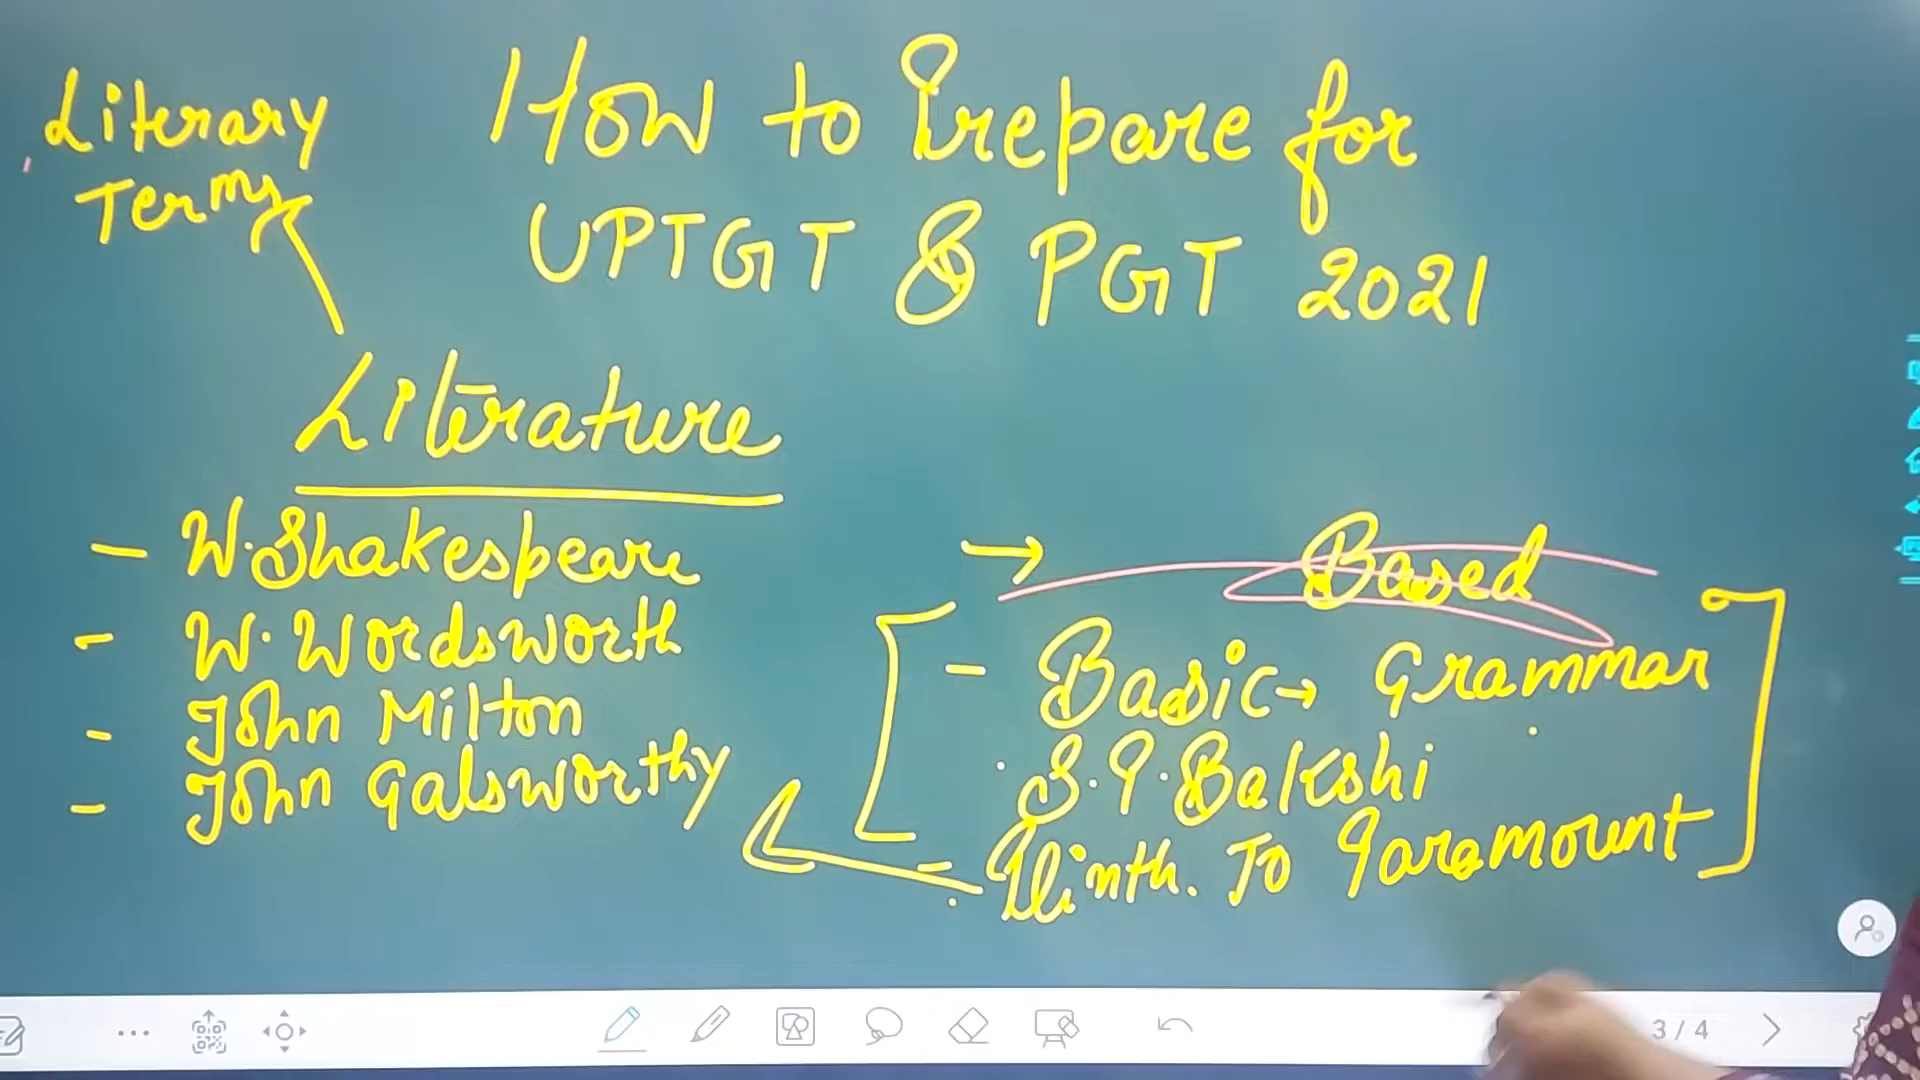 How to Prepare for
UPTGT & PGT 2021
Literary
Terms
Literature
- W. Shakespeare
- W. Wordsworth
- John Milton
- John Galsworthy
→ Based
- Basic → Grammar
S.P. Bakshi
- Plinth. To Paramount
3 / 4